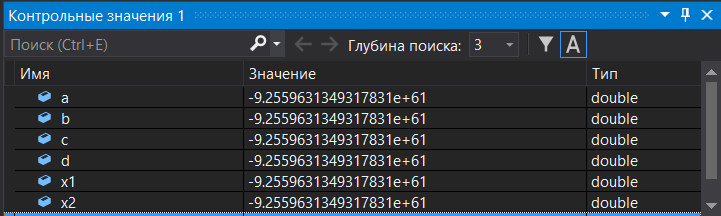 Контрольные значения 1
Поиск (Ctrl+E) Глубина поиска: 3 A
Имя Значение Тип
a -9.2559631349317831e+61 double
b -9.2559631349317831e+61 double
c -9.2559631349317831e+61 double
d -9.2559631349317831e+61 double
x1 -9.2559631349317831e+61 double
x2 -9.2559631349317831e+61 double